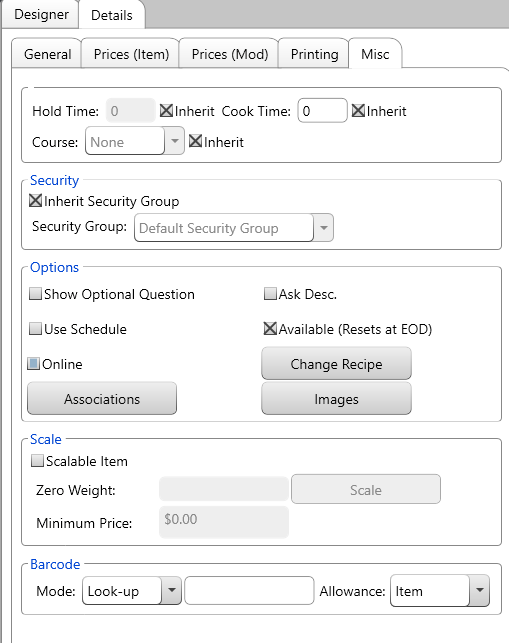 Designer Details
General Prices (Item) Prices (Mod) Printing Misc
Hold Time: 0 Inherit Cook Time: 0 Inherit
Course: None Inherit
Security
Inherit Security Group
Security Group: Default Security Group
Options
Show Optional Question Ask Desc.
Use Schedule Available (Resets at EOD)
Online Change Recipe
Associations Images
Scale
Scalable Item
Zero Weight: Scale
Minimum Price: $0.00
Barcode
Mode: Look-up Allowance: Item